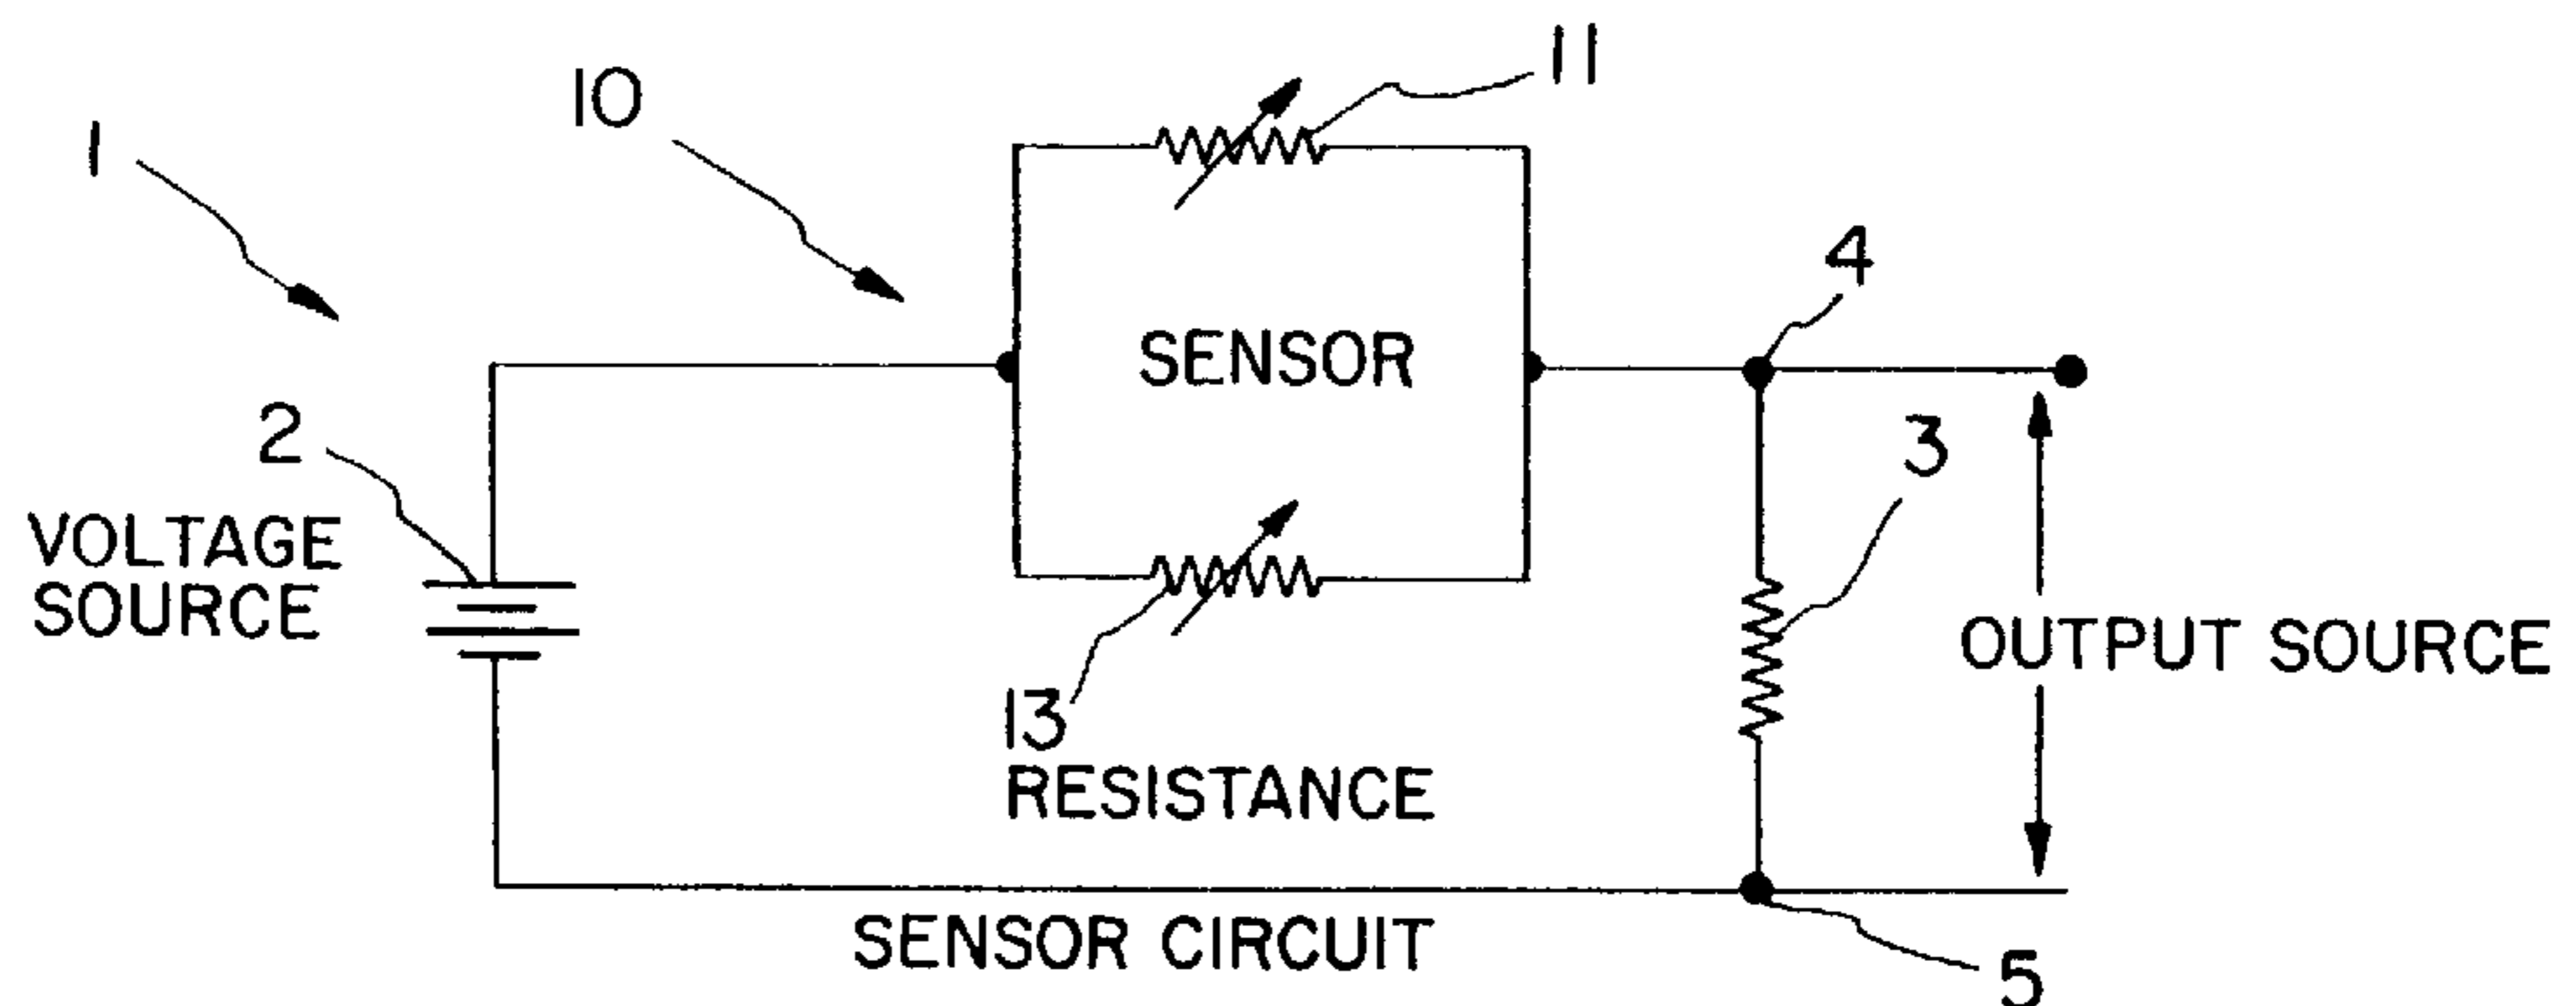 11
10
1
4
SENSOR
2
3
VOLTAGE
SOURCE
OUTPUT SOURCE
13
RESISTANCE
SENSOR CIRCUIT
5